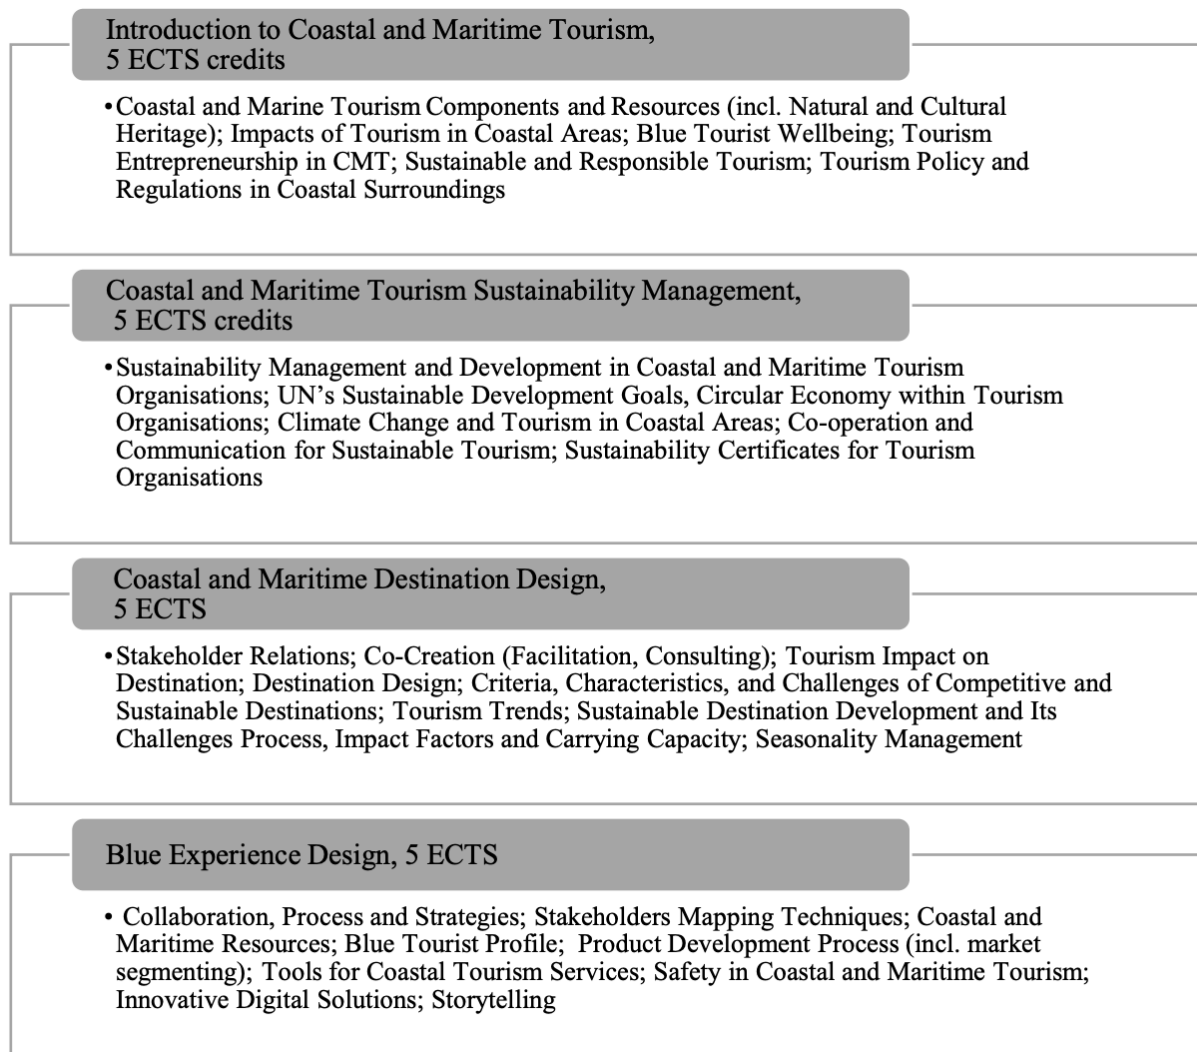 Introduction to Coastal and Maritime Tourism,
5 ECTS credits
•Coastal and Marine Tourism Components and Resources (incl. Natural and Cultural
Heritage); Impacts of Tourism in Coastal Areas; Blue Tourist Wellbeing; Tourism
Entrepreneurship in CMT; Sustainable and Responsible Tourism; Tourism Policy and
Regulations in Coastal Surroundings
Coastal and Maritime Tourism Sustainability Management,
5 ECTS credits
•Sustainability Management and Development in Coastal and Maritime Tourism
Organisations; UN’s Sustainable Development Goals, Circular Economy within Tourism
Organisations; Climate Change and Tourism in Coastal Areas; Co-operation and
Communication for Sustainable Tourism; Sustainability Certificates for Tourism
Organisations
Coastal and Maritime Destination Design,
5 ECTS
•Stakeholder Relations; Co-Creation (Facilitation, Consulting); Tourism Impact on
Destination; Destination Design; Criteria, Characteristics, and Challenges of Competitive and
Sustainable Destinations; Tourism Trends; Sustainable Destination Development and Its
Challenges Process, Impact Factors and Carrying Capacity; Seasonality Management
Blue Experience Design, 5 ECTS
• Collaboration, Process and Strategies; Stakeholders Mapping Techniques; Coastal and
Maritime Resources; Blue Tourist Profile; Product Development Process (incl. market
segmenting); Tools for Coastal Tourism Services; Safety in Coastal and Maritime Tourism;
Innovative Digital Solutions; Storytelling